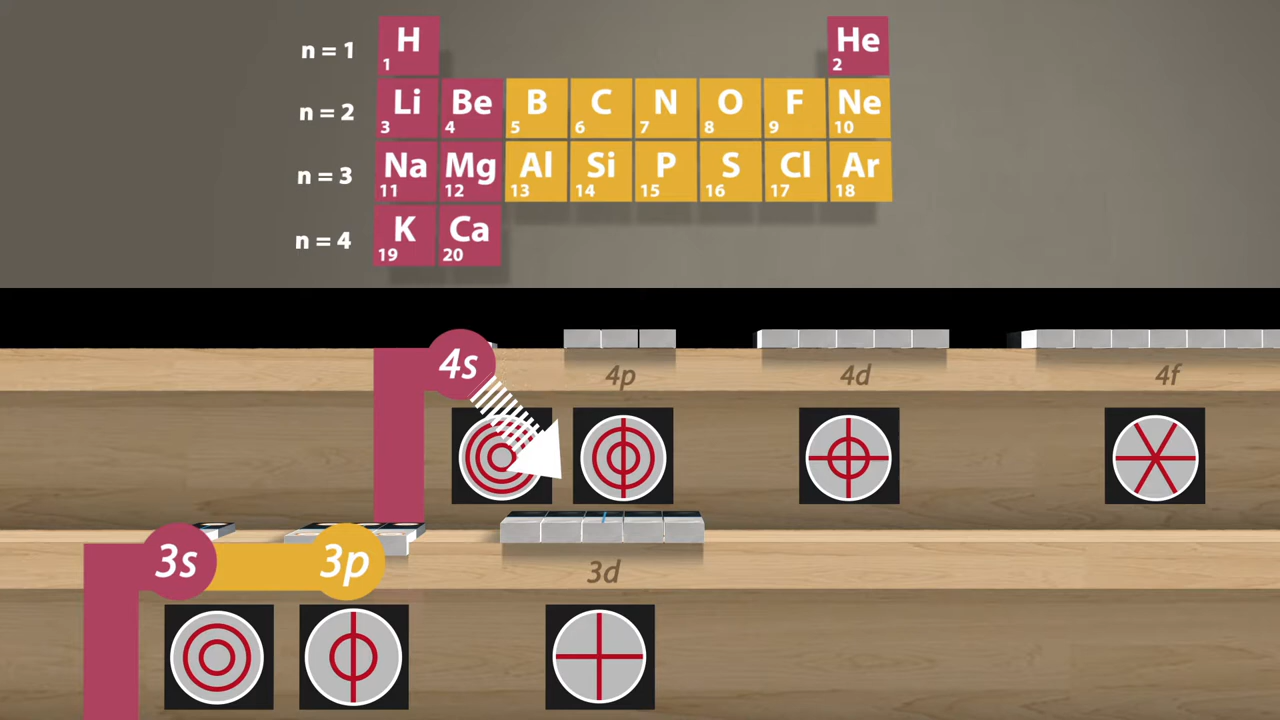 n = 1 H 1 He 2
n = 2 Li 3 Be 4 B 5 C 6 N 7 O 8 F 9 Ne 10
n = 3 Na 11 Mg 12 Al 13 Si 14 P 15 S 16 Cl 17 Ar 18
n = 4 K 19 Ca 20
4s 4p 4d 4f
3s 3p 3d